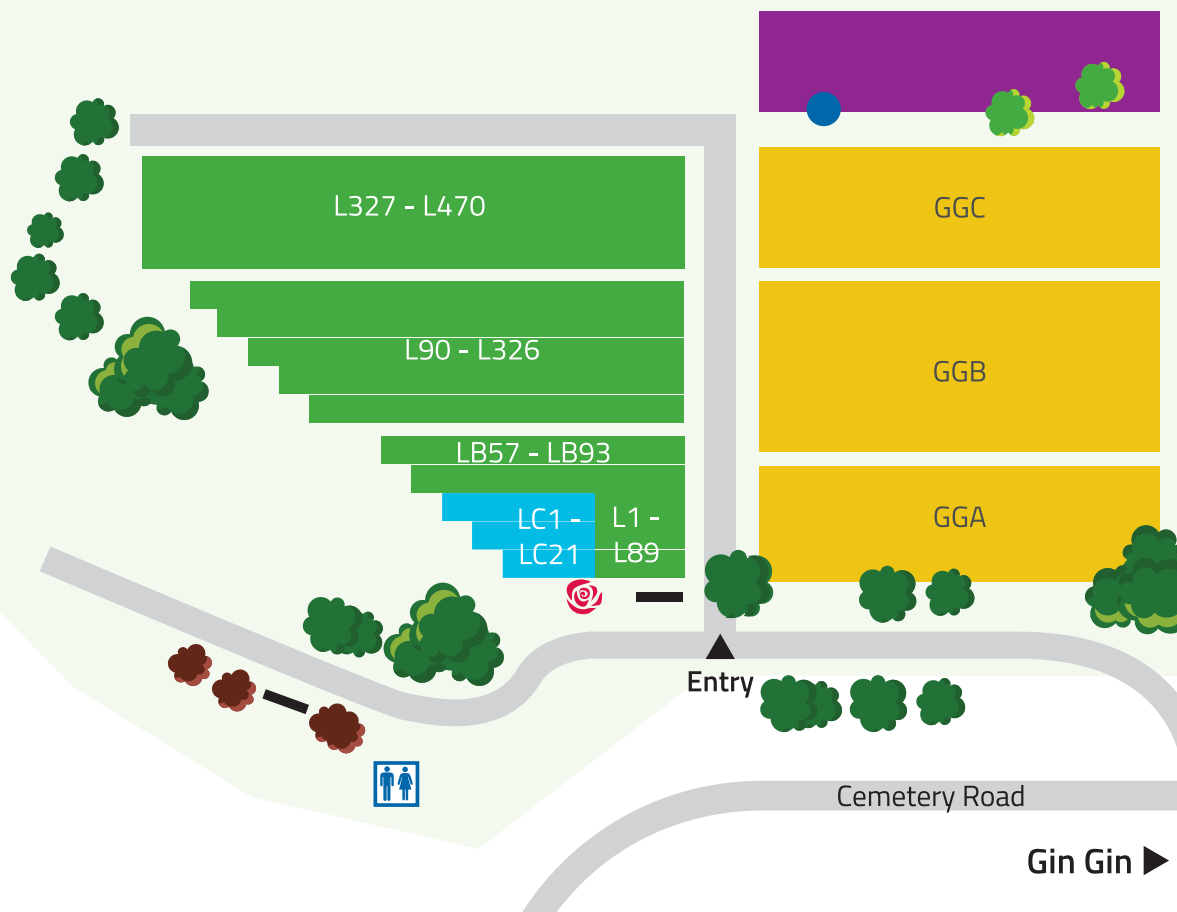 L327 - L470
GGC
L90 - L326
GGB
LB57 - LB93
LC1 -
LC21
L1 -
L89
GGA
Entry
Cemetery Road
Gin Gin